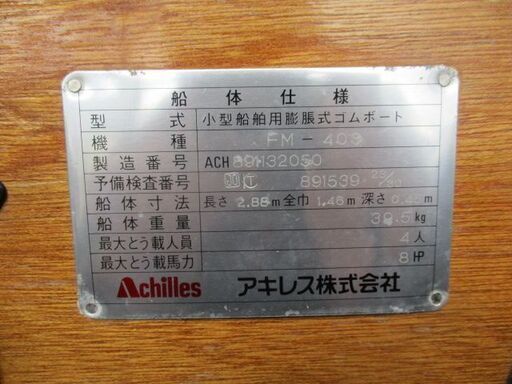 船体仕様
型式 小型船舶用膨脹式ゴムボート
機種 FM-403
製造番号 ACH 89H32050
予備検査番号 891539
船体寸法 長さ 2.88m 全巾 1.48m 深さ m
船体重量 39.5kg
最大とう載人員 4人
最大とう載馬力 8HP
Achilles アキレス株式会社